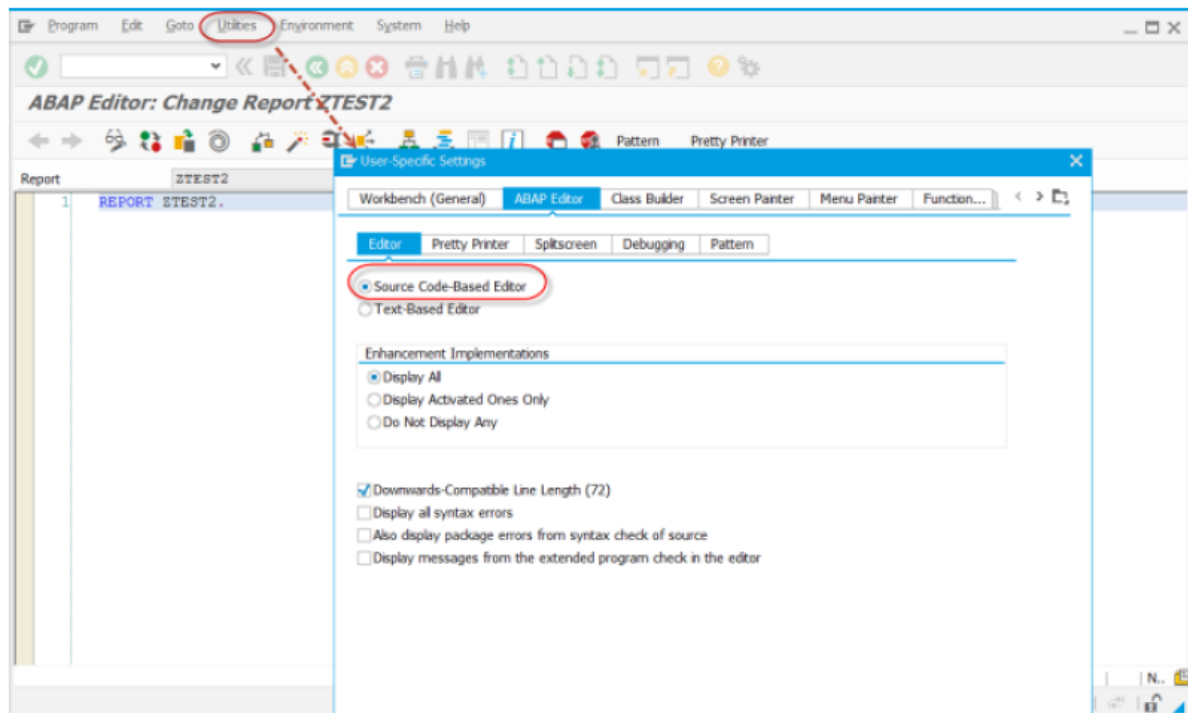 Program Edit Goto Utilities Environment System Help
ABAP Editor: Change Report ZTEST2
Pattern Pretty Printer
User-Specific Settings
Report ZTEST2
1 REPORT ZTEST2.
Workbench (General) ABAP Editor Class Builder Screen Painter Menu Painter Function...
Editor Pretty Printer Splitscreen Debugging Pattern
Source Code-Based Editor
Text-Based Editor
Enhancement Implementations
Display All
Display Activated Ones Only
Do Not Display Any
Downwards-Compatible Line Length (72)
Display all syntax errors
Also display package errors from syntax check of source
Display messages from the extended program check in the editor
N..